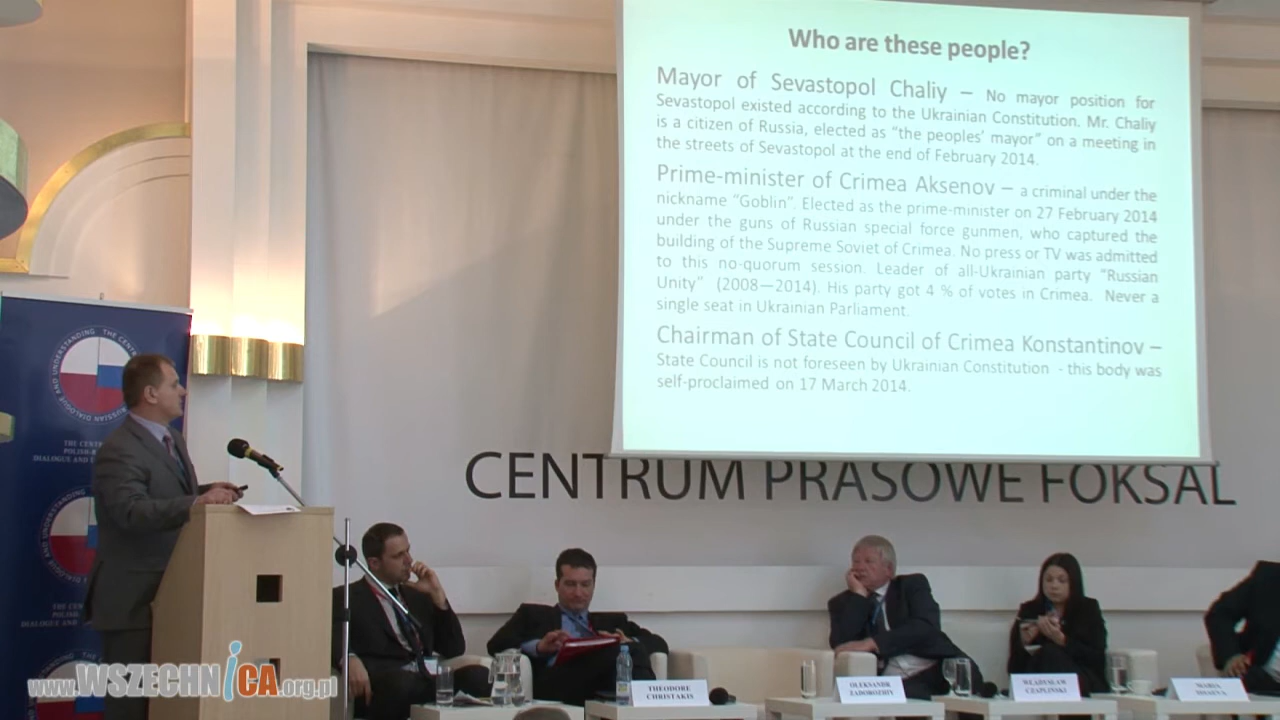 Who are these people?
Mayor of Sevastopol Chaliy – No mayor position for
Sevastopol existed according to the Ukrainian Constitution. Mr. Chaliy
is a citizen of Russia, elected as “the peoples’ mayor” on a meeting in
the streets of Sevastopol at the end of February 2014.
Prime-minister of Crimea Aksenov – a criminal under the
nickname “Goblin”. Elected as the prime-minister on 27 February 2014
under the guns of Russian special force gunmen, who captured the
building of the Supreme Soviet of Crimea. No press or TV was admitted
to this no-quorum session. Leader of all-Ukrainian party “Russian
Unity” (2008—2014). His party got 4 % of votes in Crimea. Never a
single seat in Ukrainian Parliament.
Chairman of State Council of Crimea Konstantinov –
State Council is not foreseen by Ukrainian Constitution - this body was
self-proclaimed on 17 March 2014.
CENTRUM PRASOWE FOKSAL
THEODORE
CHRISTAKIS
OLEKSANDR
ZADOROZHIY
WŁADYSŁAW
CZAPLIŃSKI
MARIA
www.WSZECHNICA.org.pl